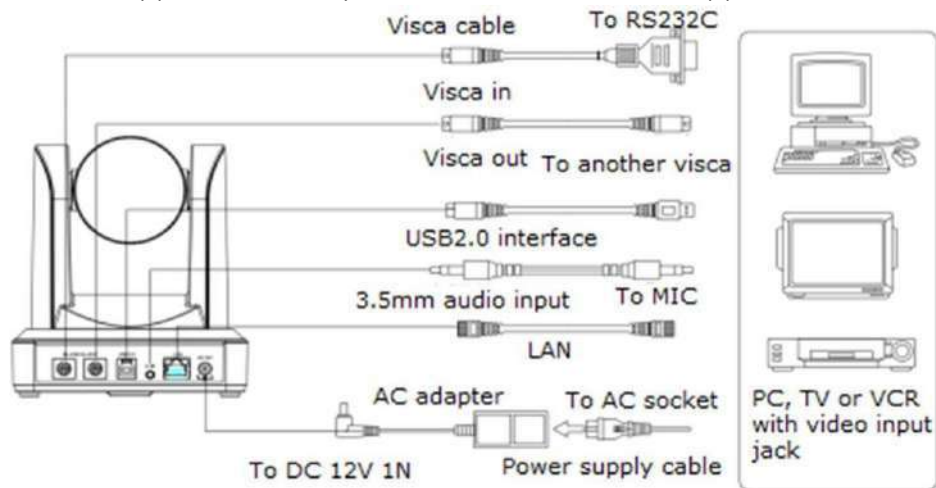 Visca cable
To RS232C
Visca in
Visca out
To another visca
USB2.0 interface
3.5mm audio input
To MIC
LAN
AC adapter
To AC socket
To DC 12V 1N
Power supply cable
PC, TV or VCR
with video input
jack